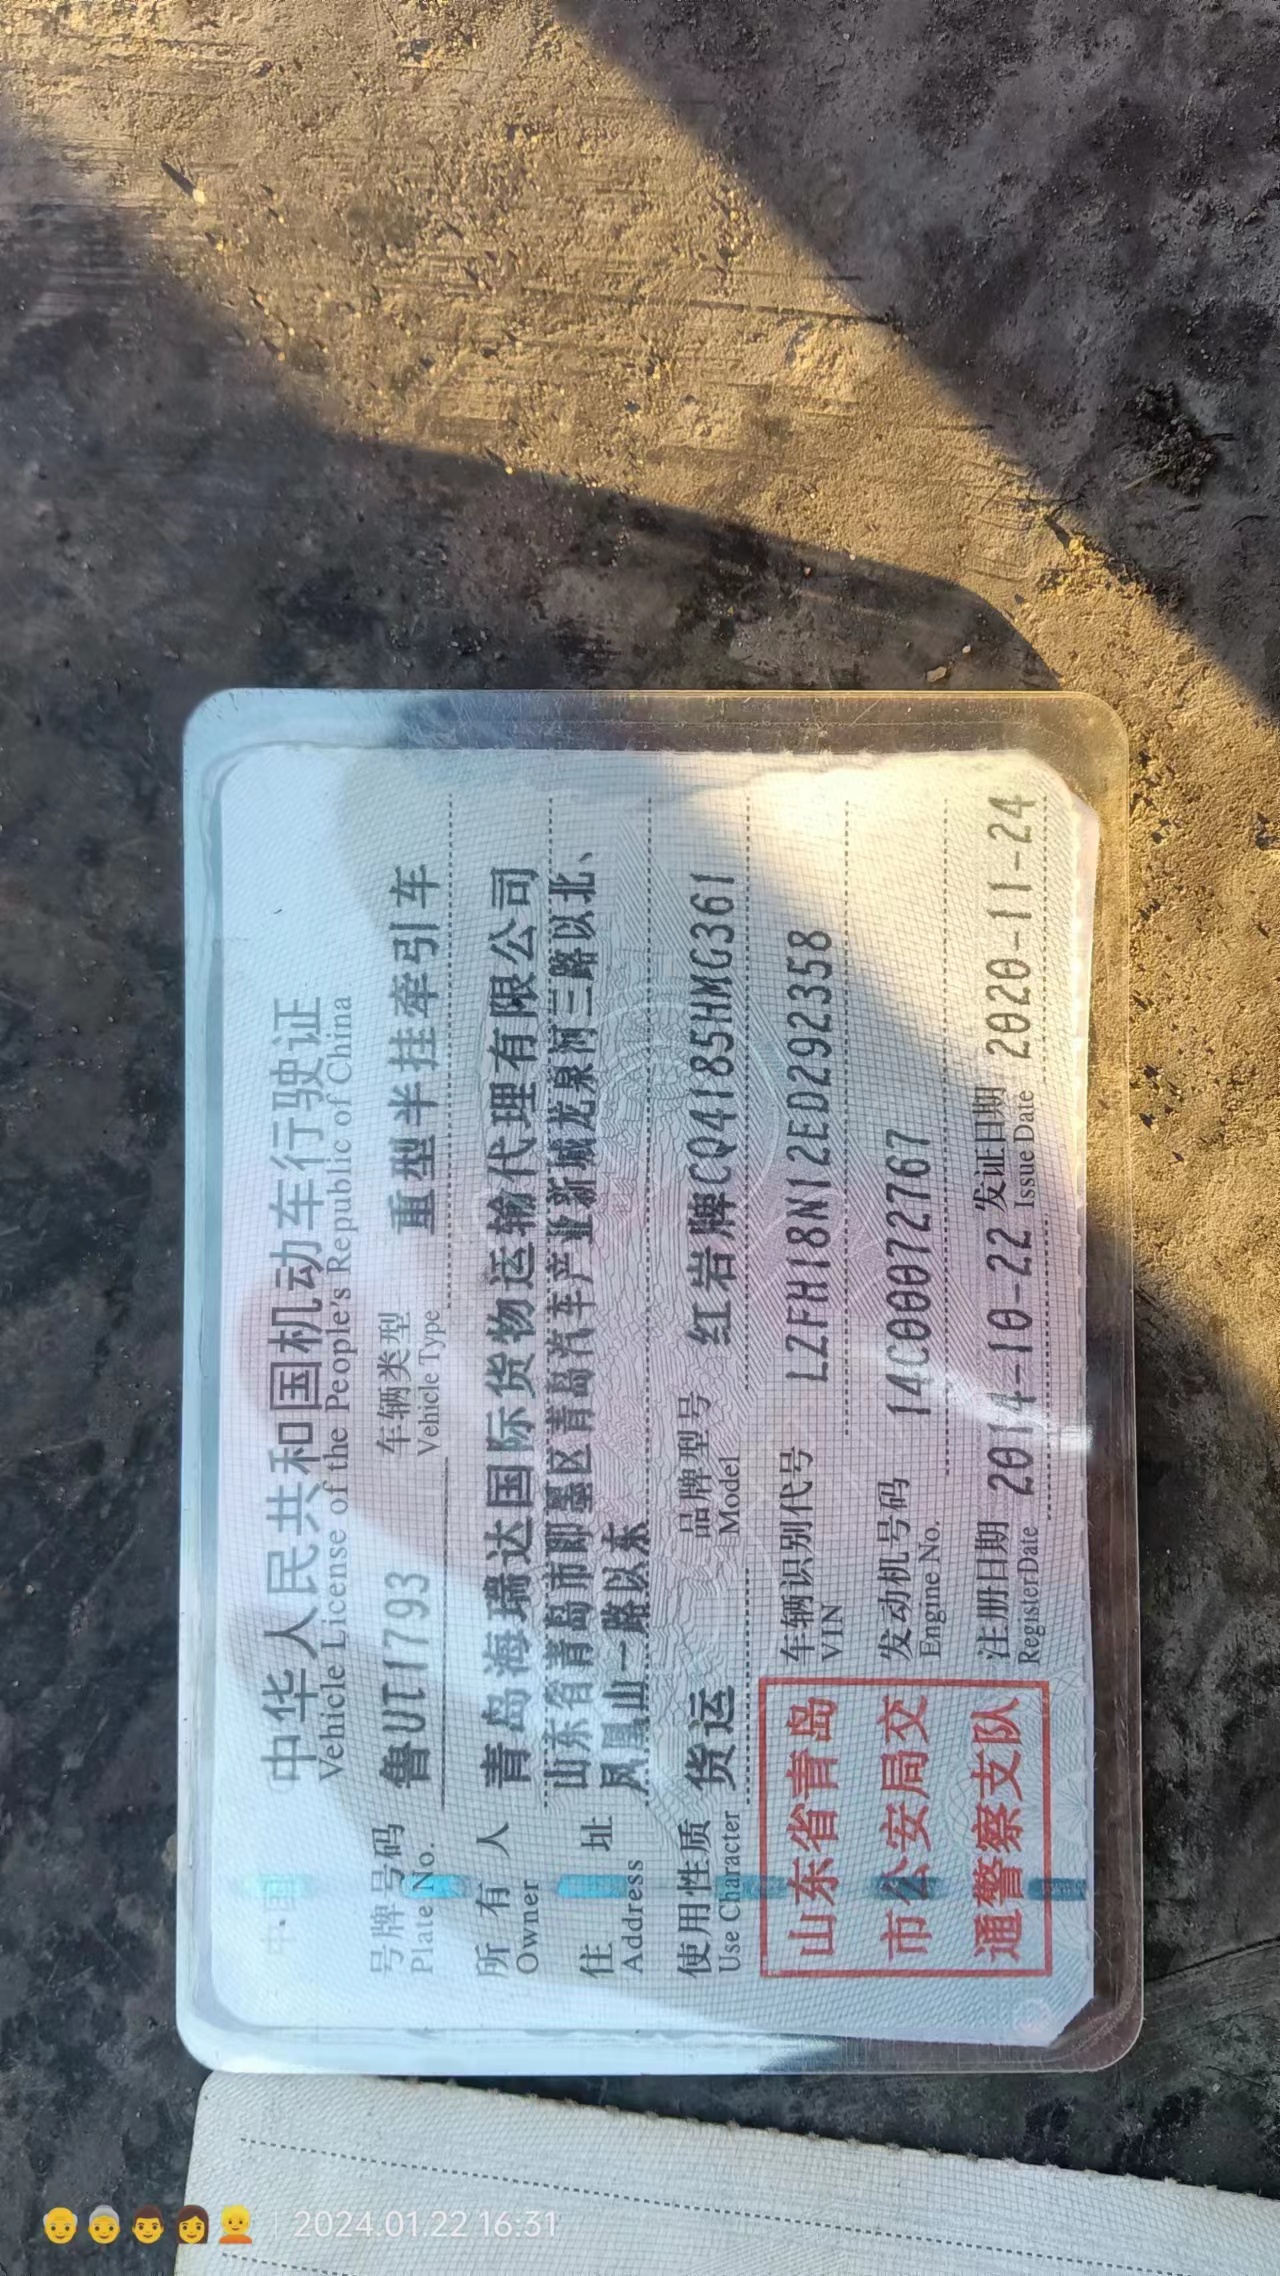 中华人民共和国机动车行驶证
Vehicle License of the People's Republic of China
号牌号码 鲁UT1793 车辆类型 重型半挂牵引车
Plate No. Vehicle Type
所有人 青岛海瑞达国际货物运输代理有限公司
Owner
住址 山东省青岛市即墨区青岛汽车产业新城龙泉河三路以北、
Address 凤凰山一路以东
使用性质 货运 品牌型号 红岩牌CQ4185HMG361
Use Character Model
山东省青岛
市公安局交
通警察支队
车辆识别代号 LZFH18N12ED292358
VIN
发动机号码 14C00072767
Engine No.
注册日期 2014-10-22 发证日期 2020-11-24
Register Date Issue Date
2024.01.22 16:31